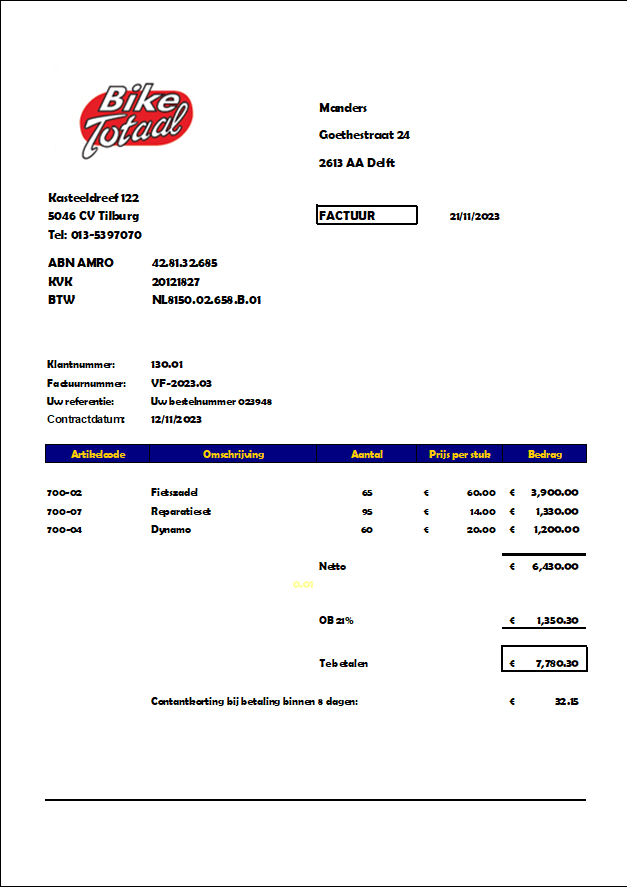 Bike
Totaal
Manders
Goethestraat 24
2613 AA Delft
Kasteeldreef 122
5046 CV Tilburg
Tel: 013-5397070
FACTUUR 21/11/2023
ABN AMRO 42.81.32.685
KVK 20121827
BTW NL8150.02.658.B.01
Klantnummer: 130.01
Factuurnummer: VF-2023.03
Uw referentie: Uw bestelnummer 023948
Contractdatum: 12/11/2023
Artikelcode Omschrijving Aantal Prijs per stuk Bedrag
700-02 Fietszadel 65 € 60.00 € 3,900.00
700-07 Reparatieset 95 € 14.00 € 1,330.00
700-04 Dynamo 60 € 20.00 € 1,200.00
Netto € 6,430.00
OB 21% € 1,350.30
Te betalen € 7,780.30
Contantkorting bij betaling binnen 8 dagen: € 32.15